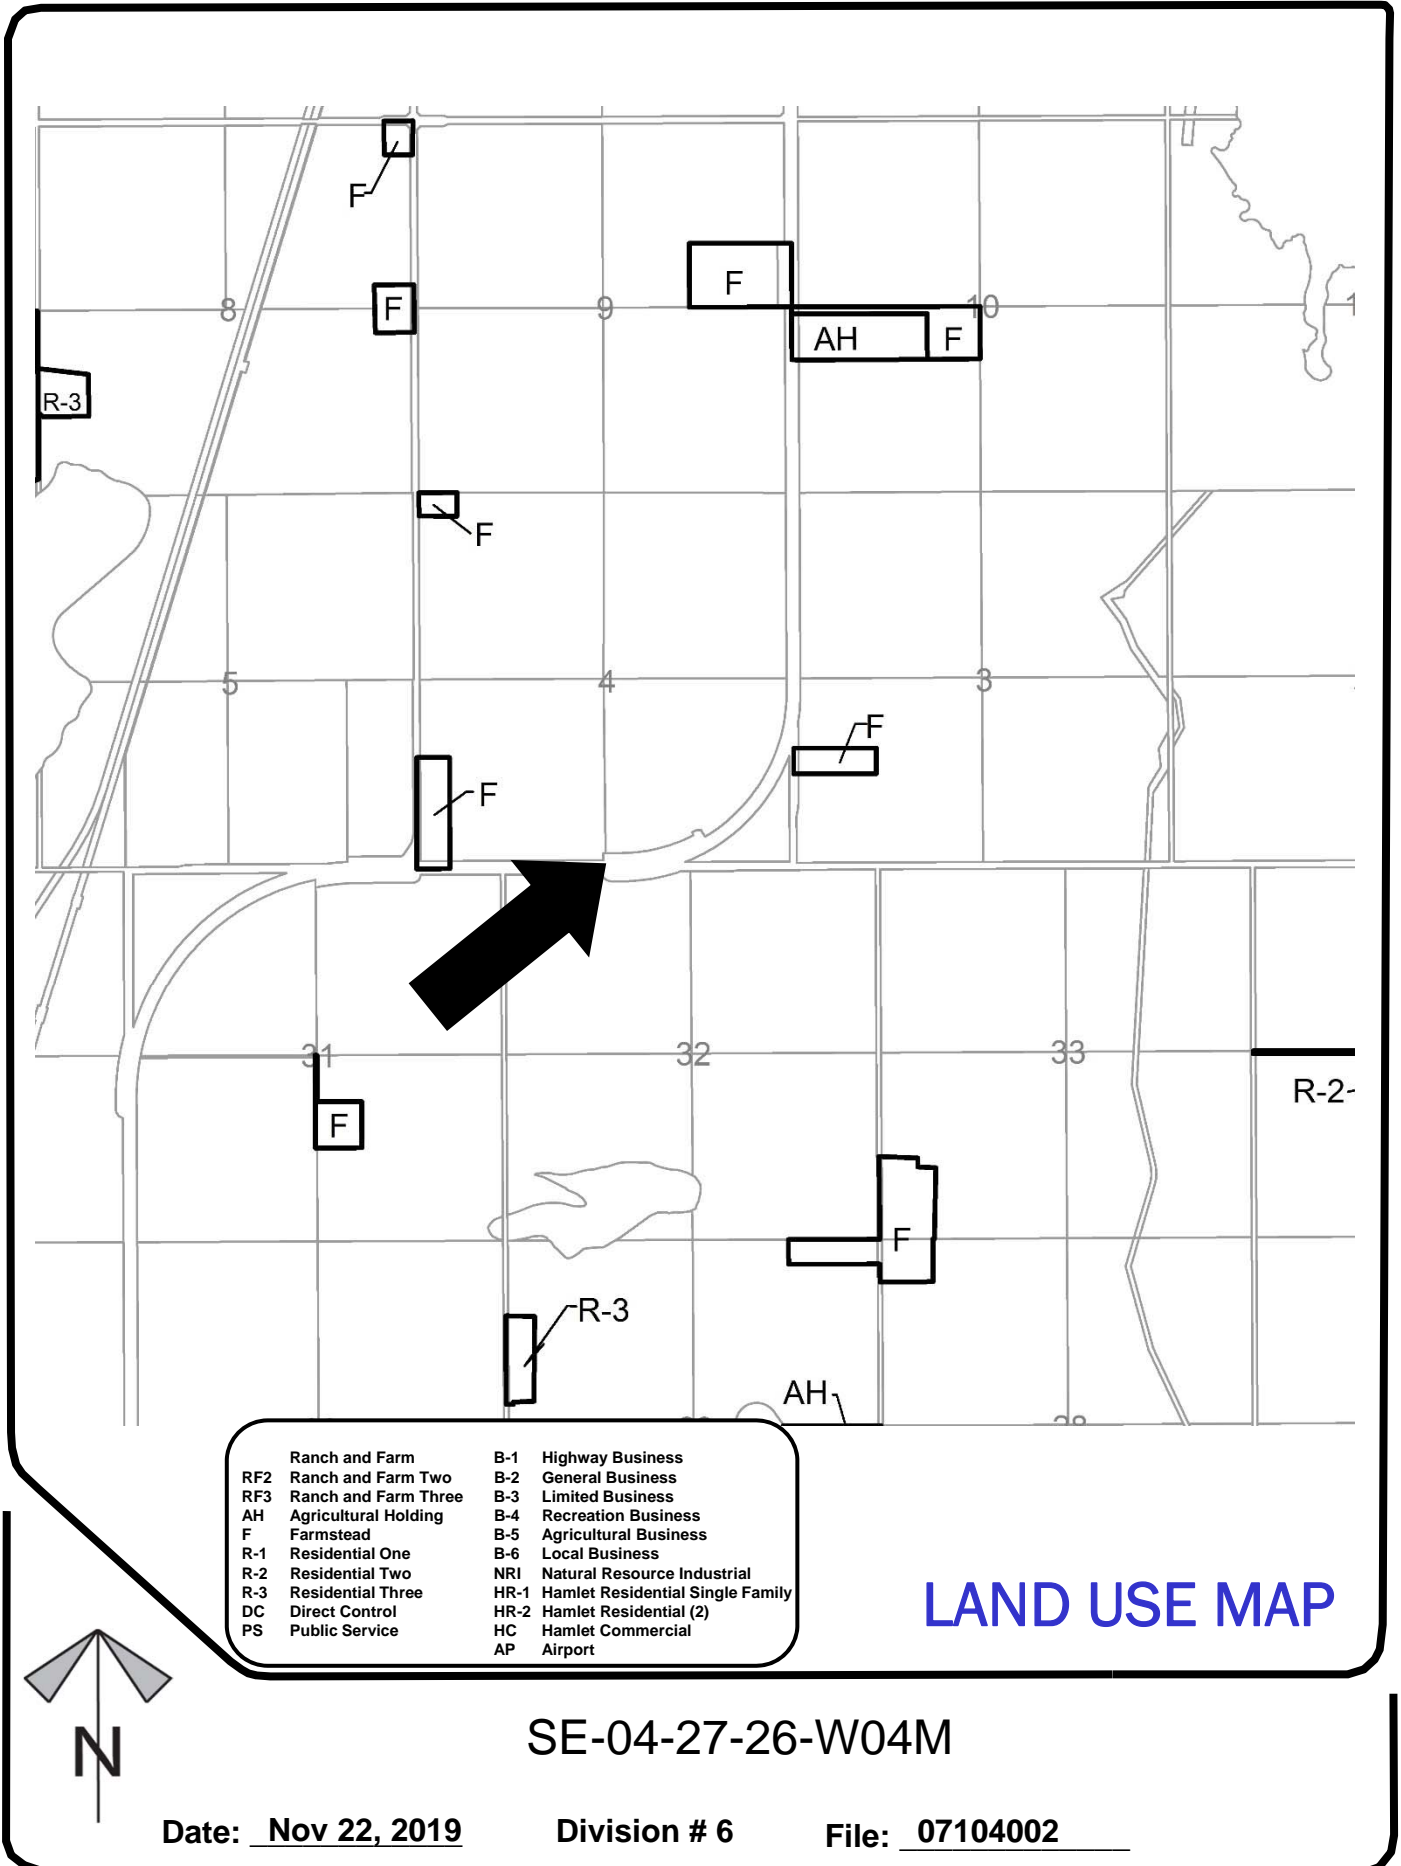 F
F
8
F
9
10
AH
F
R-3
F
5
4
3
F
F
31
32
33
R-2
F
F
R-3
AH
Ranch and Farm
RF2 Ranch and Farm Two
RF3 Ranch and Farm Three
AH Agricultural Holding
F Farmstead
R-1 Residential One
R-2 Residential Two
R-3 Residential Three
DC Direct Control
PS Public Service
B-1 Highway Business
B-2 General Business
B-3 Limited Business
B-4 Recreation Business
B-5 Agricultural Business
B-6 Local Business
NRI Natural Resource Industrial
HR-1 Hamlet Residential Single Family
HR-2 Hamlet Residential (2)
HC Hamlet Commercial
AP Airport
LAND USE MAP
N
SE-04-27-26-W04M
Date: Nov 22, 2019 Division # 6 File: 07104002